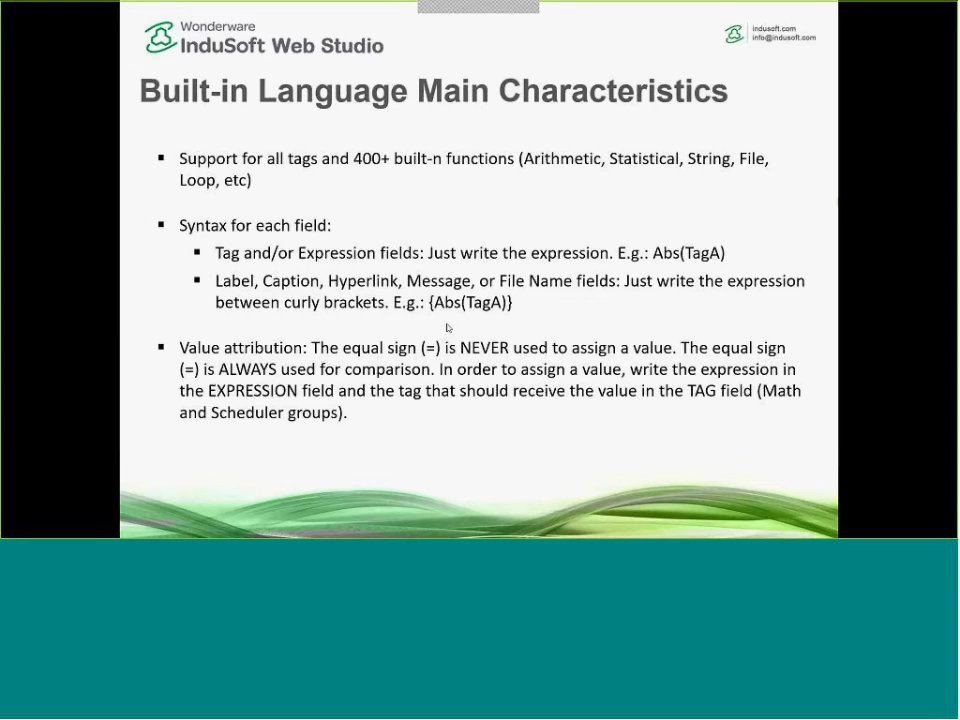 Wonderware
InduSoft Web Studio
indusoft.com
info@indusoft.com
Built-in Language Main Characteristics
▪ Support for all tags and 400+ built-n functions (Arithmetic, Statistical, String, File,
Loop, etc)
▪ Syntax for each field:
▪ Tag and/or Expression fields: Just write the expression. E.g.: Abs(TagA)
▪ Label, Caption, Hyperlink, Message, or File Name fields: Just write the expression
between curly brackets. E.g.: {Abs(TagA)}
▪ Value attribution: The equal sign (=) is NEVER used to assign a value. The equal sign
(=) is ALWAYS used for comparison. In order to assign a value, write the expression in
the EXPRESSION field and the tag that should receive the value in the TAG field (Math
and Scheduler groups).